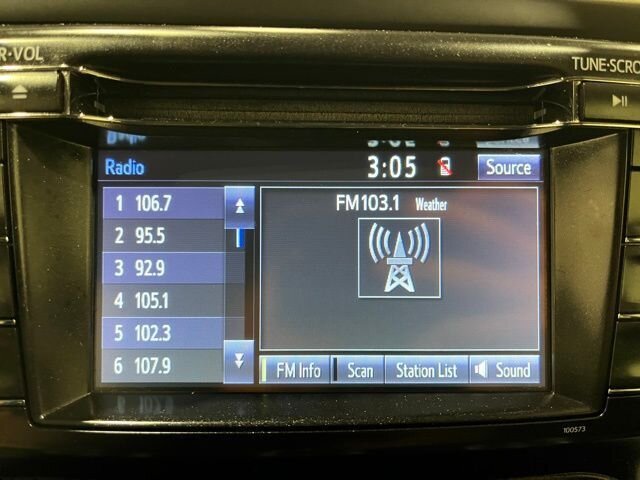 R·VOL
TUNE·SCRO
Radio 3:05 Source
1 106.7
2 95.5
3 92.9
4 105.1
5 102.3
6 107.9
FM103.1 Weather
FM Info Scan Station List Sound
100573